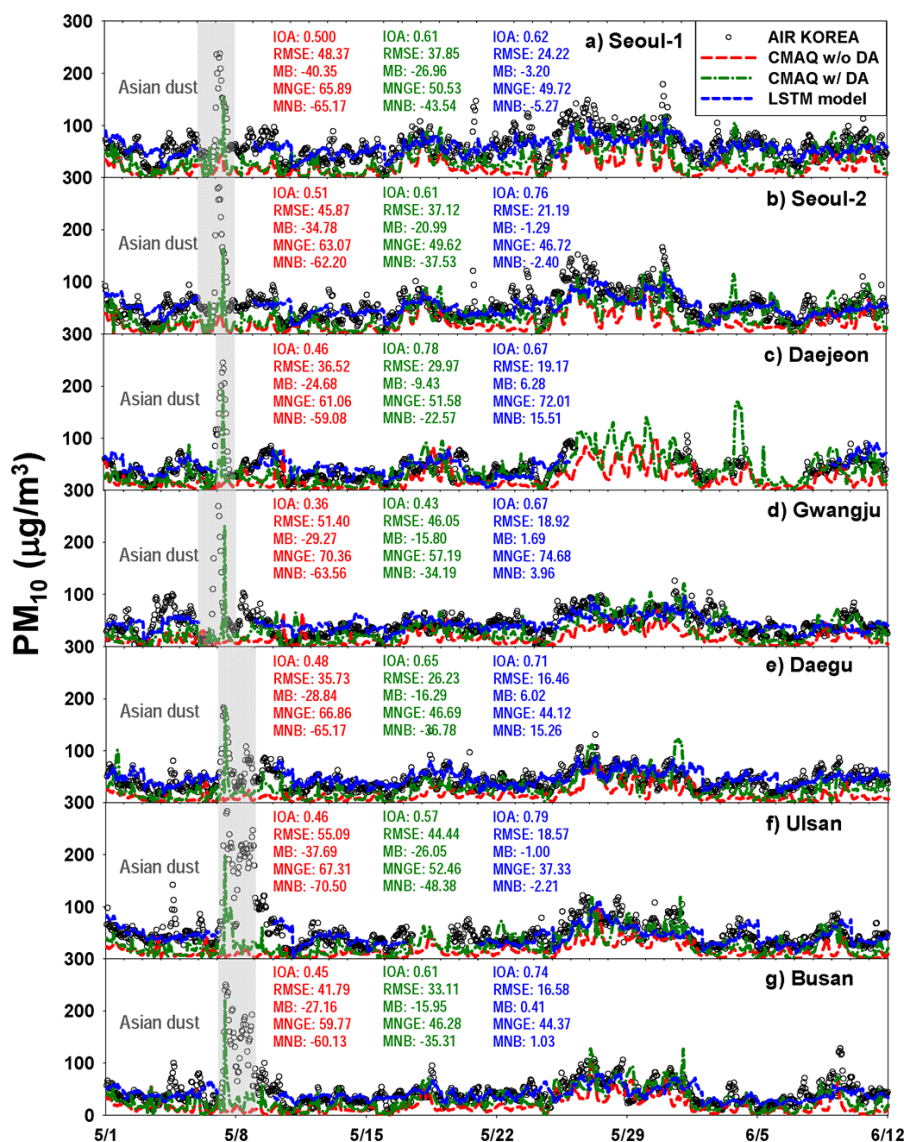 PM10 (μg/m3)
300
200
100
Asian dust
IOA: 0.500
RMSE: 48.37
MB: -40.35
MNGE: 65.89
MNB: -65.17
IOA: 0.61
RMSE: 37.85
MB: -26.96
MNGE: 50.53
MNB: -43.54
IOA: 0.62
RMSE: 24.22
MB: -3.20
MNGE: 49.72
MNB: -5.27
a) Seoul-1
AIR KOREA
CMAQ w/o DA
CMAQ w/ DA
LSTM model
300
200
100
Asian dust
IOA: 0.51
RMSE: 45.87
MB: -34.78
MNGE: 63.07
MNB: -62.20
IOA: 0.61
RMSE: 37.12
MB: -20.99
MNGE: 49.62
MNB: -37.53
IOA: 0.76
RMSE: 21.19
MB: -1.29
MNGE: 46.72
MNB: -2.40
b) Seoul-2
300
200
100
Asian dust
IOA: 0.46
RMSE: 36.52
MB: -24.68
MNGE: 61.06
MNB: -59.08
IOA: 0.78
RMSE: 29.97
MB: -9.43
MNGE: 51.58
MNB: -22.57
IOA: 0.67
RMSE: 19.17
MB: 6.28
MNGE: 72.01
MNB: 15.51
c) Daejeon
300
200
100
Asian dust
IOA: 0.36
RMSE: 51.40
MB: -29.27
MNGE: 70.36
MNB: -63.56
IOA: 0.43
RMSE: 46.05
MB: -15.80
MNGE: 57.19
MNB: -34.19
IOA: 0.67
RMSE: 18.92
MB: 1.69
MNGE: 74.68
MNB: 3.96
d) Gwangju
300
200
100
Asian dust
IOA: 0.48
RMSE: 35.73
MB: -28.84
MNGE: 66.86
MNB: -65.17
IOA: 0.65
RMSE: 26.23
MB: -16.29
MNGE: 46.69
MNB: -36.78
IOA: 0.71
RMSE: 16.46
MB: 6.02
MNGE: 44.12
MNB: 15.26
e) Daegu
300
200
100
Asian dust
IOA: 0.46
RMSE: 55.09
MB: -37.69
MNGE: 67.31
MNB: -70.50
IOA: 0.57
RMSE: 44.44
MB: -26.05
MNGE: 52.46
MNB: -48.38
IOA: 0.79
RMSE: 18.57
MB: -1.00
MNGE: 37.33
MNB: -2.21
f) Ulsan
300
200
100
0
Asian dust
IOA: 0.45
RMSE: 41.79
MB: -27.16
MNGE: 59.77
MNB: -60.13
IOA: 0.61
RMSE: 33.11
MB: -15.95
MNGE: 46.28
MNB: -35.31
IOA: 0.74
RMSE: 16.58
MB: 0.41
MNGE: 44.37
MNB: 1.03
g) Busan
5/1 5/8 5/15 5/22 5/29 6/5 6/12